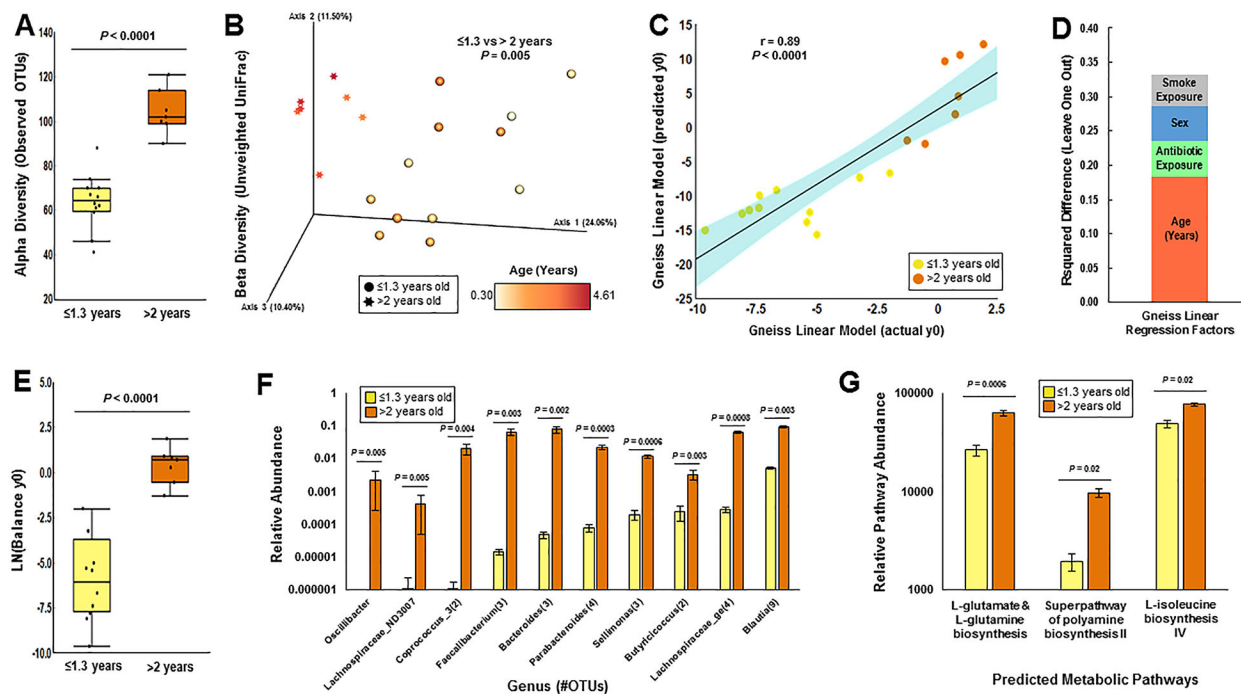 A
P < 0.0001
Alpha Diversity (Observed OTUs)
140
120
100
80
60
40
20
≤1.3 years
>2 years
B
Axis 2 (11.50%)
≤1.3 vs > 2 years
P = 0.005
Beta Diversity (Unweighted UniFrac)
Axis 1 (24.06%)
Axis 3 (10.40%)
≤1.3 years old
>2 years old
Age (Years)
0.30
4.61
C
r = 0.89
P < 0.0001
Gneiss Linear Model (predicted y0)
15
10
5
0
-5
-10
-15
-20
-25
≤1.3 years old
>2 years old
-10
-7.5
-5
-2.5
0
2.5
Gneiss Linear Model (actual y0)
D
Rsquared Difference (Leave One Out)
0.40
0.35
0.30
0.25
0.20
0.15
0.10
0.05
0.00
Smoke
Exposure
Sex
Antibiotic
Exposure
Age
(Years)
Gneiss Linear
Regression Factors
E
P < 0.0001
LN(Balance y0)
5.0
2.5
0.0
-2.5
-5.0
-7.5
-10.0
≤1.3 years
>2 years
F
≤1.3 years old
>2 years old
Relative Abundance
1
0.1
0.01
0.001
0.0001
0.00001
0.000001
P = 0.005
P = 0.005
P = 0.004
P = 0.003
P = 0.002
P = 0.0003
P = 0.0006
P = 0.003
P = 0.0003
P = 0.003
Oscillibacter
Lachnospiraceae_ND3007
Coprococcus_3(2)
Faecalibacterium(3)
Bacteroides(3)
Parabacteroides(4)
Sellimonas(3)
Butyricicoccus(2)
Lachnospiraceae_ge(4)
Blautia(9)
Genus (#OTUs)
G
≤1.3 years old
>2 years old
Relative Pathway Abundance
100000
10000
1000
P = 0.0006
P = 0.02
P = 0.02
L-glutamate &
L-glutamine
biosynthesis
Superpathway
of polyamine
biosynthesis II
L-isoleucine
biosynthesis
IV
Predicted Metabolic Pathways